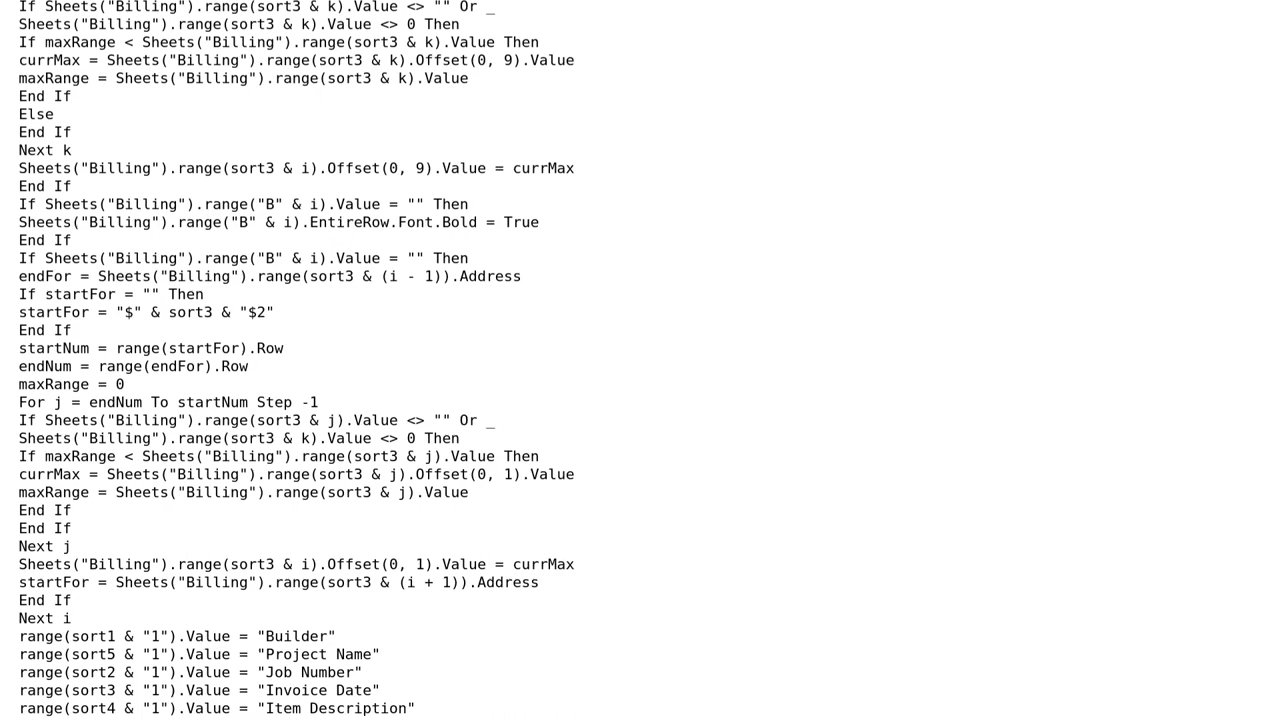 If Sheets("Billing").range(sort3 & k).Value <> "" Or _
Sheets("Billing").range(sort3 & k).Value <> 0 Then
If maxRange < Sheets("Billing").range(sort3 & k).Value Then
currMax = Sheets("Billing").range(sort3 & k).Offset(0, 9).Value
maxRange = Sheets("Billing").range(sort3 & k).Value
End If
Else
End If
Next k
Sheets("Billing").range(sort3 & i).Offset(0, 9).Value = currMax
End If
If Sheets("Billing").range("B" & i).Value = "" Then
Sheets("Billing").range("B" & i).EntireRow.Font.Bold = True
End If
If Sheets("Billing").range("B" & i).Value = "" Then
endFor = Sheets("Billing").range(sort3 & (i - 1)).Address
If startFor = "" Then
startFor = "$" & sort3 & "$2"
End If
startNum = range(startFor).Row
endNum = range(endFor).Row
maxRange = 0
For j = endNum To startNum Step -1
If Sheets("Billing").range(sort3 & j).Value <> "" Or _
Sheets("Billing").range(sort3 & k).Value <> 0 Then
If maxRange < Sheets("Billing").range(sort3 & j).Value Then
currMax = Sheets("Billing").range(sort3 & j).Offset(0, 1).Value
maxRange = Sheets("Billing").range(sort3 & j).Value
End If
End If
Next j
Sheets("Billing").range(sort3 & i).Offset(0, 1).Value = currMax
startFor = Sheets("Billing").range(sort3 & (i + 1)).Address
End If
Next i
range(sort1 & "1").Value = "Builder"
range(sort5 & "1").Value = "Project Name"
range(sort2 & "1").Value = "Job Number"
range(sort3 & "1").Value = "Invoice Date"
range(sort4 & "1").Value = "Item Description"